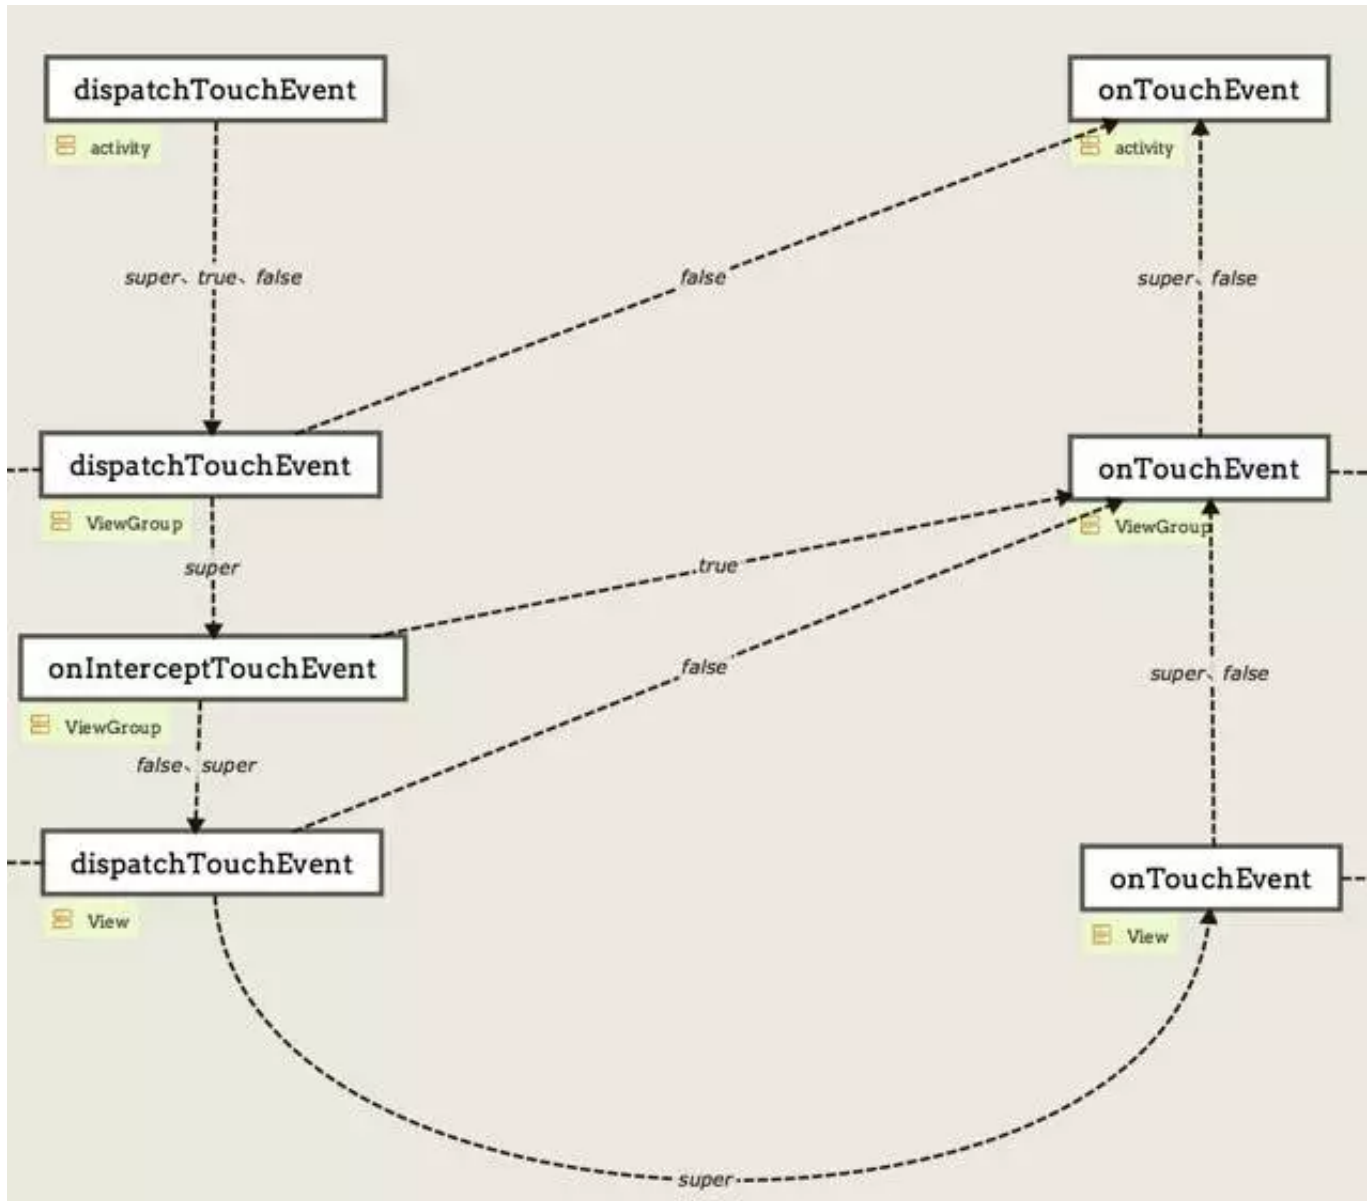 dispatchTouchEvent
onTouchEvent
activity
activity
super、true、false
false
super、false
dispatchTouchEvent
onTouchEvent
ViewGroup
ViewGroup
super
true
onInterceptTouchEvent
false
super、false
ViewGroup
false、super
dispatchTouchEvent
onTouchEvent
View
View
super